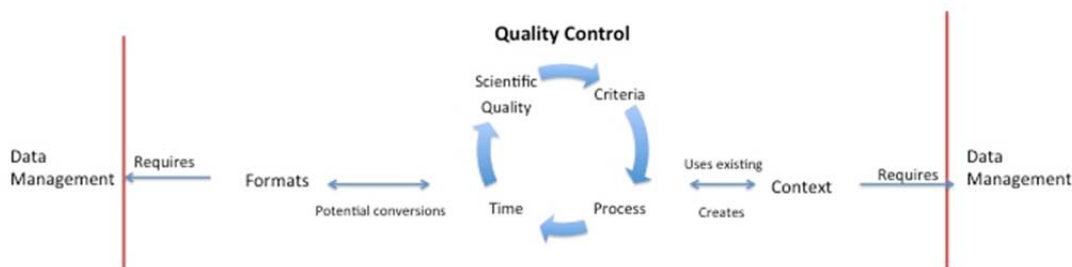 Quality Control
Scientific
Quality
Criteria
Data
Management
Requires
Formats
Potential conversions
Time
Process
Uses existing
Creates
Context
Requires
Data
Management